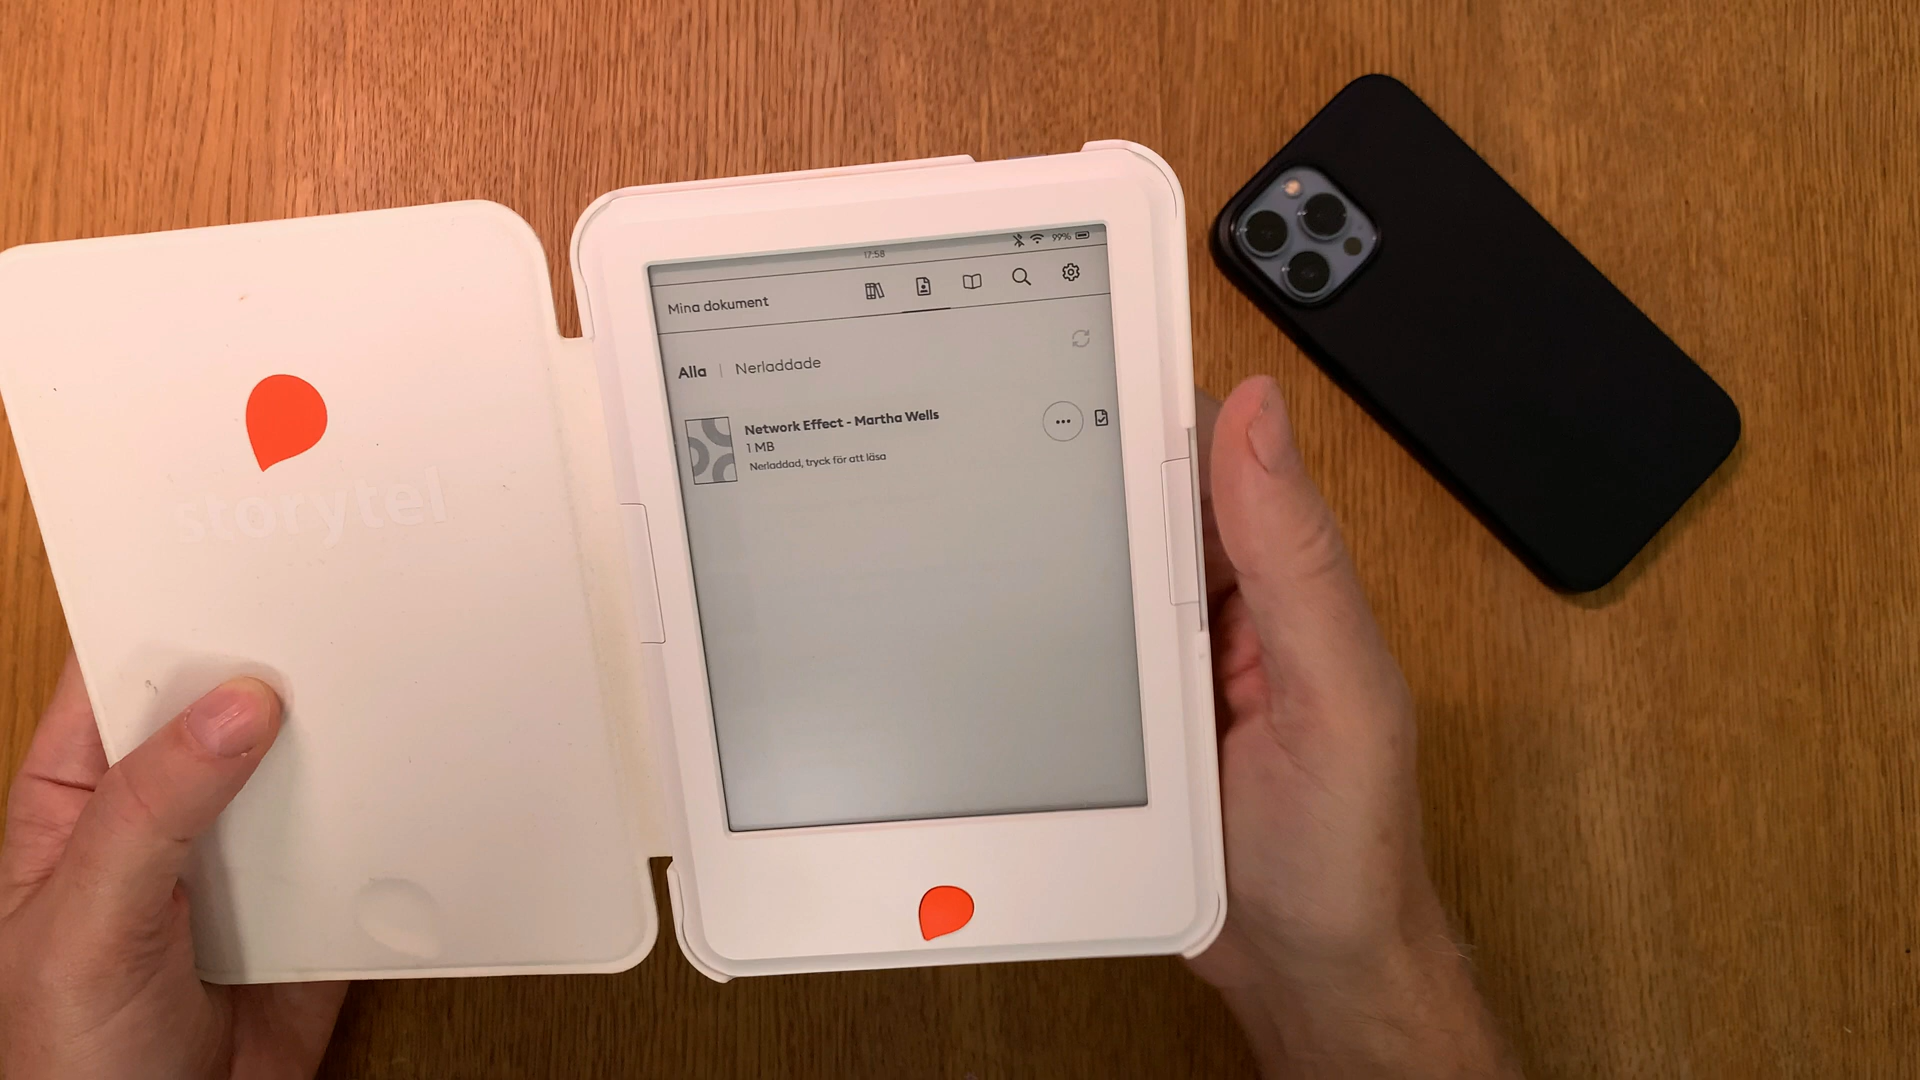 storytel
17:58
99%
Mina dokument
Alla | Nerladdade
Network Effect - Martha Wells
1 MB
Nerladdad, tryck för att läsa